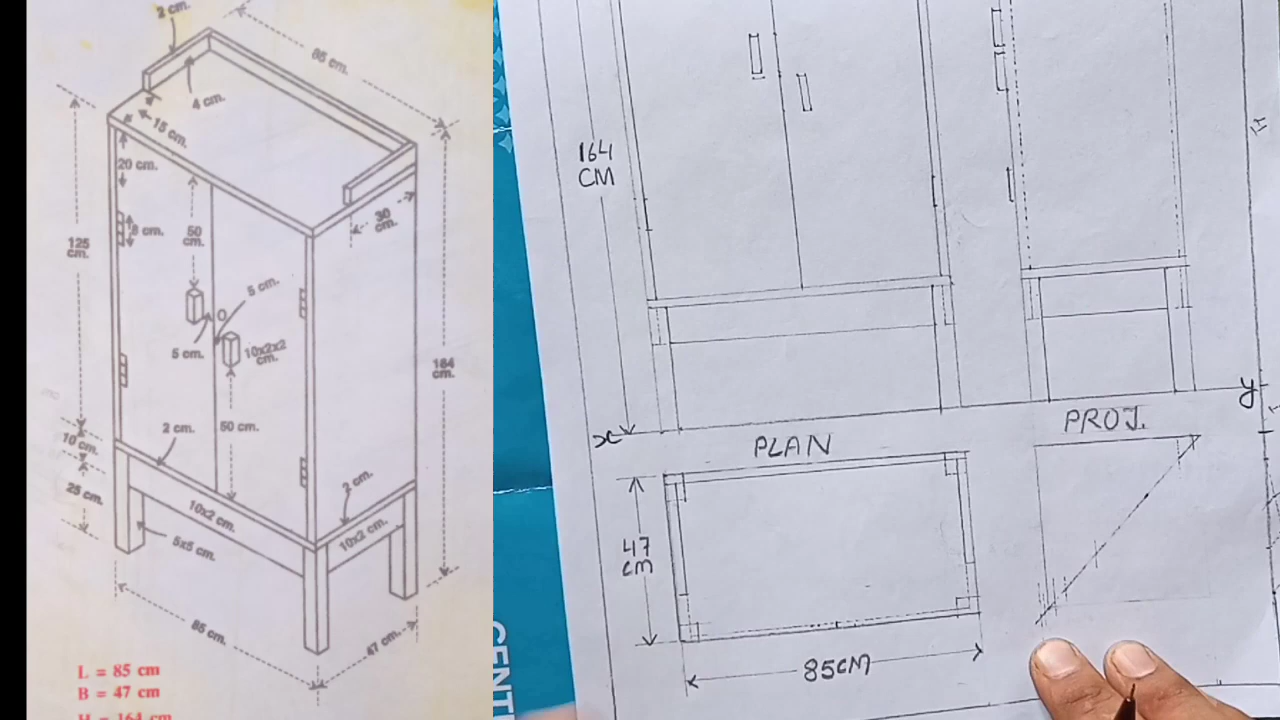 2 cm.
85 cm.
4 cm.
15 cm.
20 cm.
8 cm.
50
cm.
30
cm.
125
cm.
5 cm.
5 cm.
10x2x2
cm.
164
cm.
2 cm.
50 cm.
10 cm.
2 cm.
25 cm.
10x2 cm.
10x2 cm.
5x5 cm.
85 cm.
47 cm.
L = 85 cm
B = 47 cm
H = 164 cm
164
CM
x
y
PLAN
PROJ.
47
cm
85CM
CENT